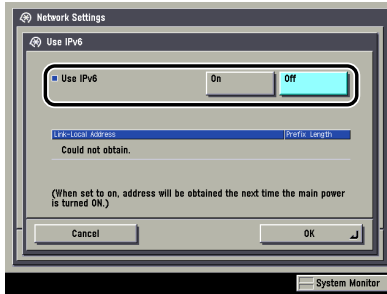 Network Settings
Use IPv6
Use IPv6
On
Off
Link-Local Address
Prefix Length
Could not obtain.
(When set to on, address will be obtained the next time the main power
is turned ON.)
Cancel
OK
System Monitor